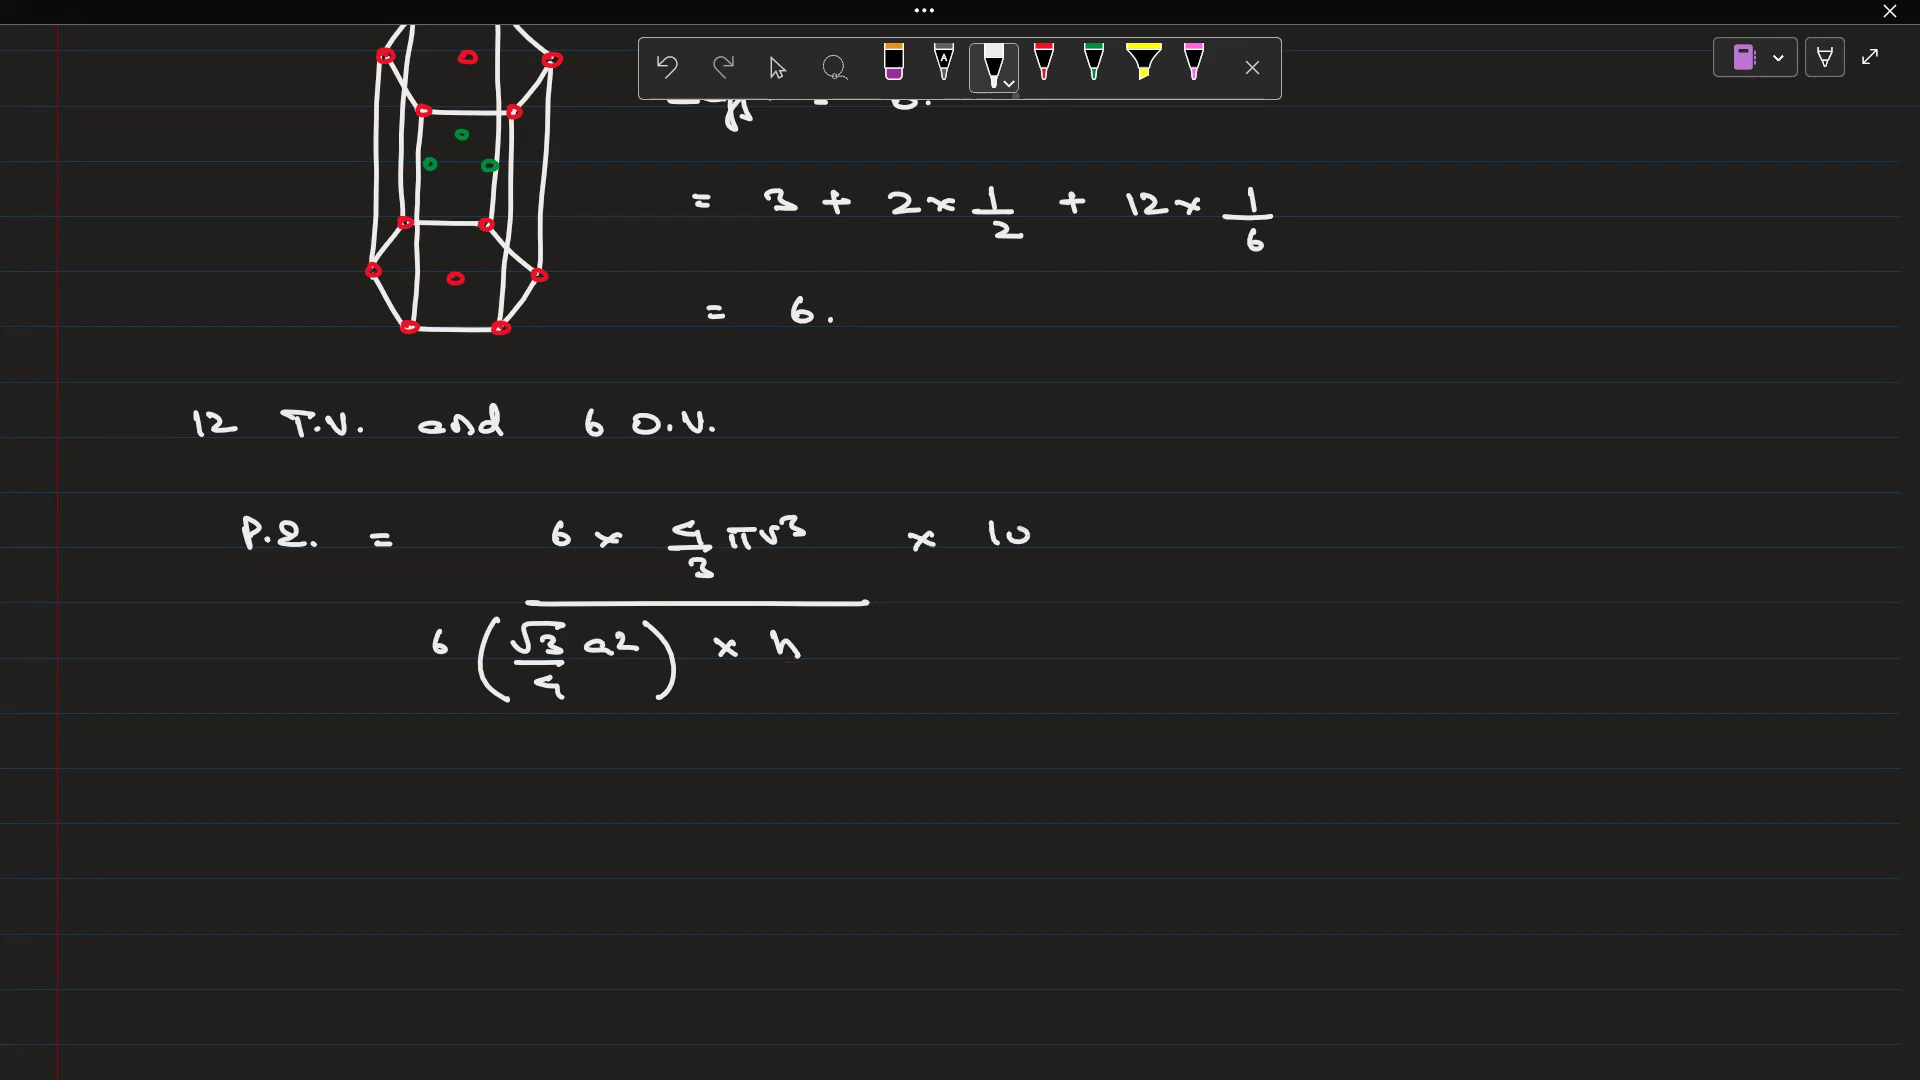 = 3 + 2 × 1/2 + 12 × 1/6
= 6.
12 T.V. and 6 O.V.
P.E. = 6 × 4/3 πr³ × 10
6 (√3/4 a2) × h